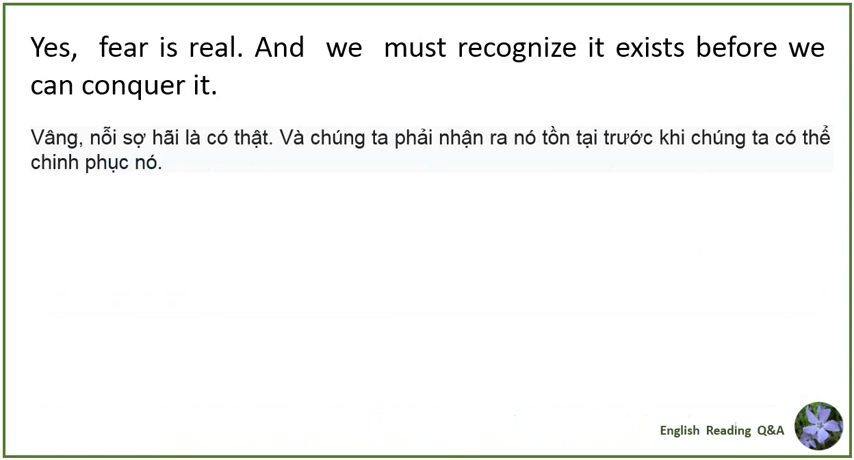 Yes, fear is real. And we must recognize it exists before we
can conquer it.
Vâng, nỗi sợ hãi là có thật. Và chúng ta phải nhận ra nó tồn tại trước khi chúng ta có thể
chinh phục nó.
English Reading Q&A